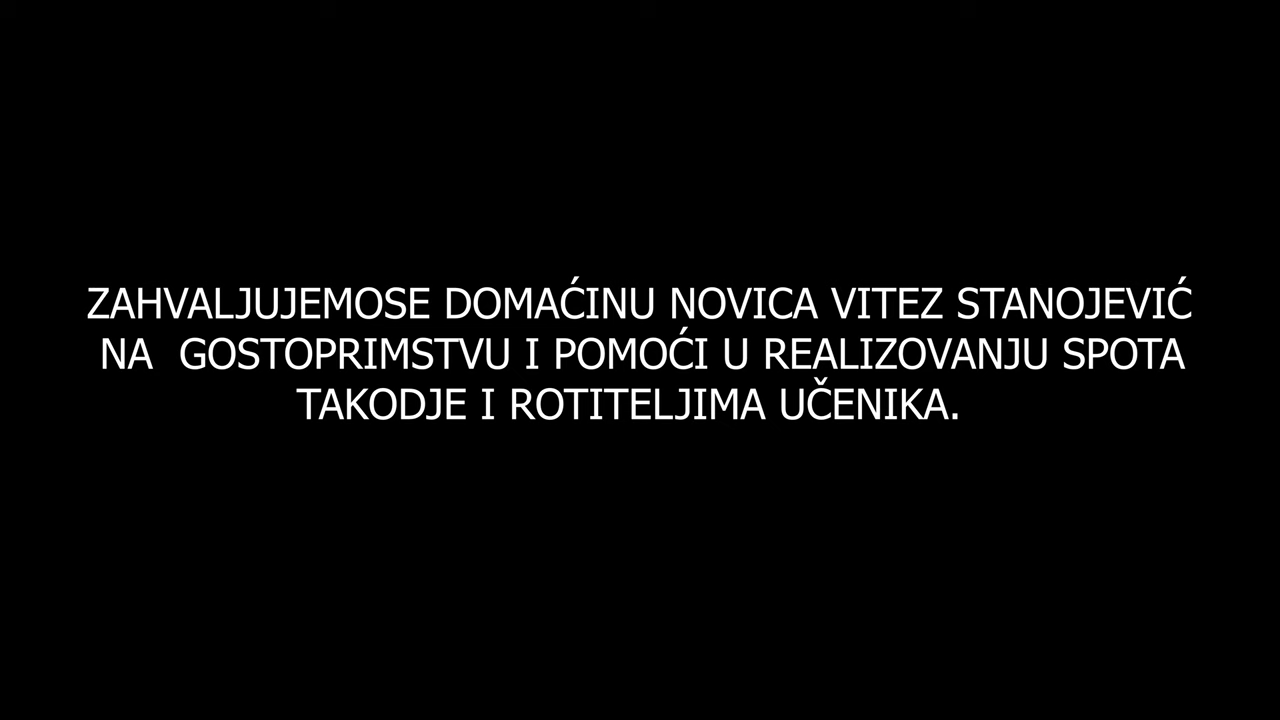 ZAHVALJUJEMOSE DOMAĆINU NOVICA VITEZ STANOJEVIĆ
NA  GOSTOPRIMSTVU I POMOĆI U REALIZOVANJU SPOTA
TAKODJE I ROTITELJIMA UČENIKA.